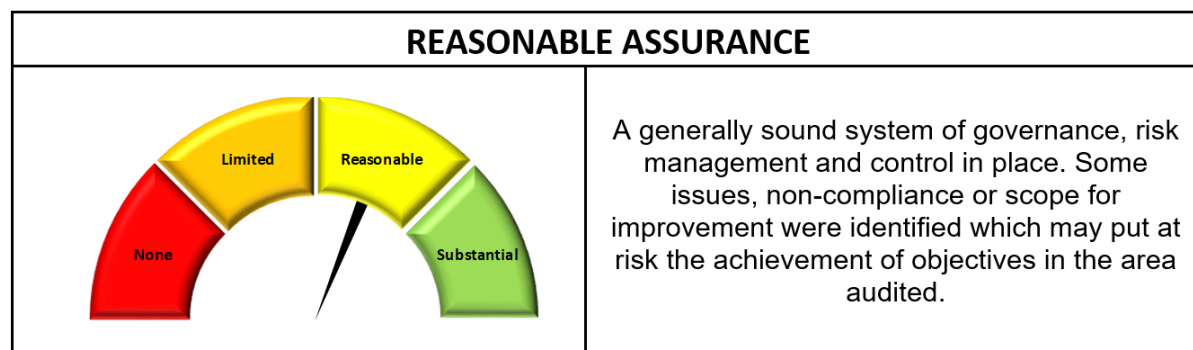 REASONABLE ASSURANCE
Limited
Reasonable
None
Substantial
A generally sound system of governance, risk
management and control in place. Some
issues, non-compliance or scope for
improvement were identified which may put at
risk the achievement of objectives in the area
audited.